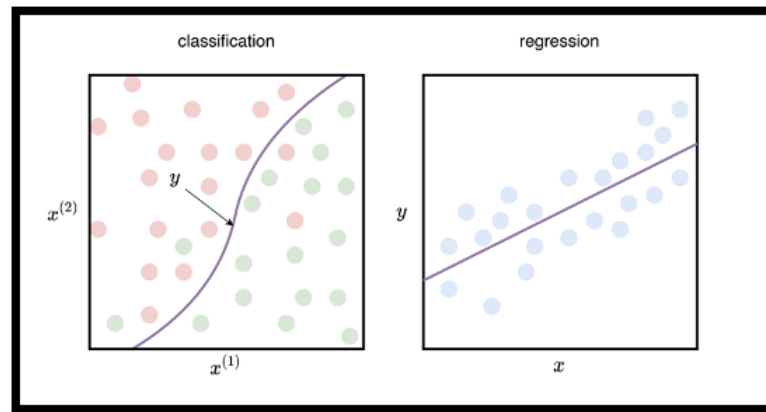 classification
regression
y
x^{(2)}
x^{(1)}
y
x